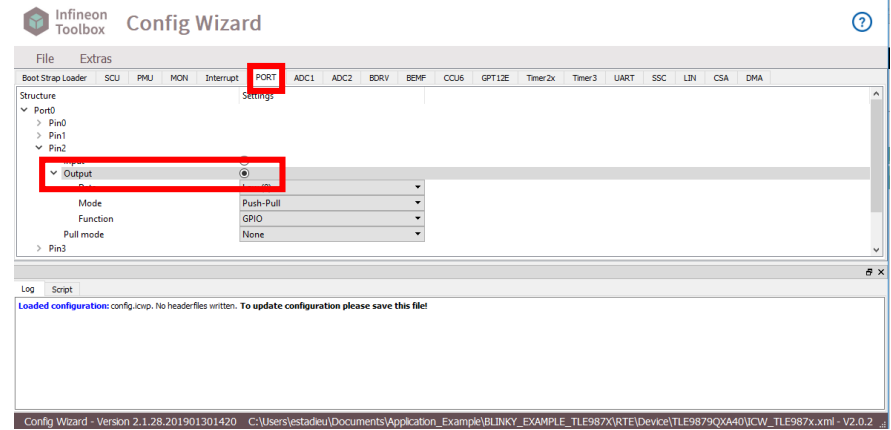 Infineon
Toolbox
Config Wizard
?
File Extras
Boot Strap Loader SCU PMU MON Interrupt PORT ADC1 ADC2 BDRV BEMF CCU6 GPT12E Timer2x Timer3 UART SSC LIN CSA DMA
Structure Settings
Port0
Pin0
Pin1
Pin2
Output
Mode Push-Pull
Function GPIO
Pull mode None
Pin3
Log Script
Loaded configuration: config.icwp. No headerfiles written. To update configuration please save this file!
Config Wizard - Version 2.1.28.201901301420 C:\Users\estadieu\Documents\Application_Example\BLINKY_EXAMPLE_TLE987X\RTE\Device\TLE9879QXA40\ICW_TLE987x.xml - V2.0.2